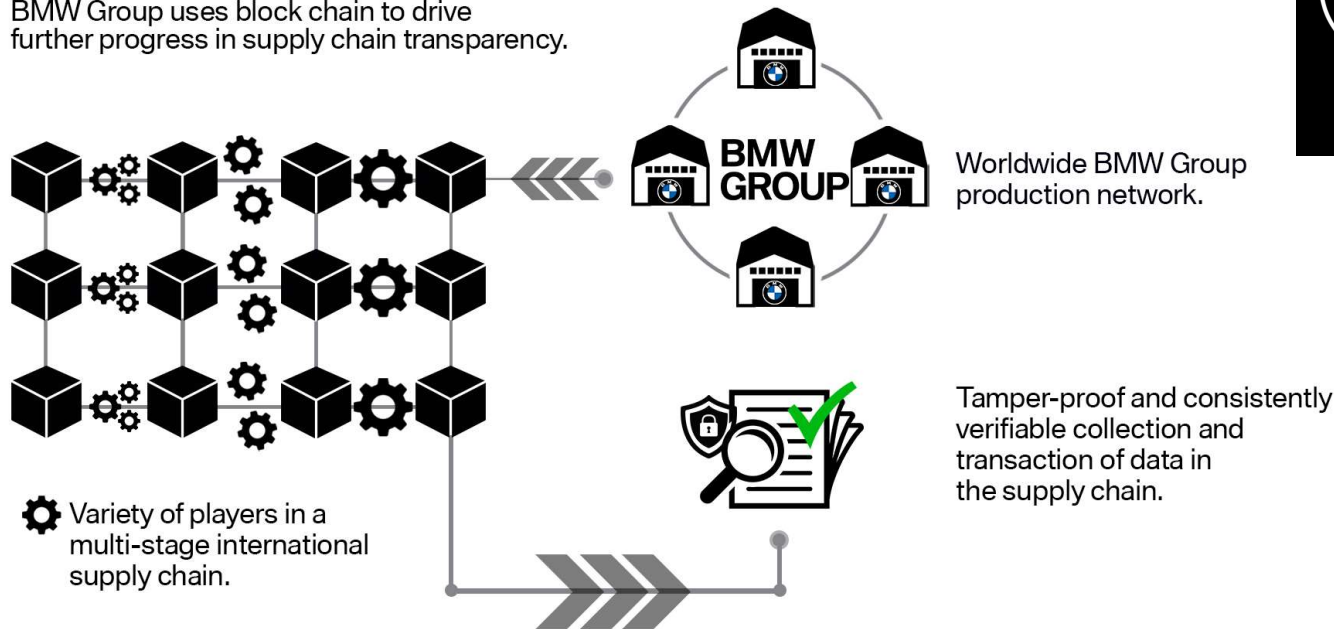 BMW Group uses block chain to drive
further progress in supply chain transparency.
BMW
GROUP
Worldwide BMW Group
production network.
Tamper-proof and consistently
verifiable collection and
transaction of data in
the supply chain.
Variety of players in a
multi-stage international
supply chain.